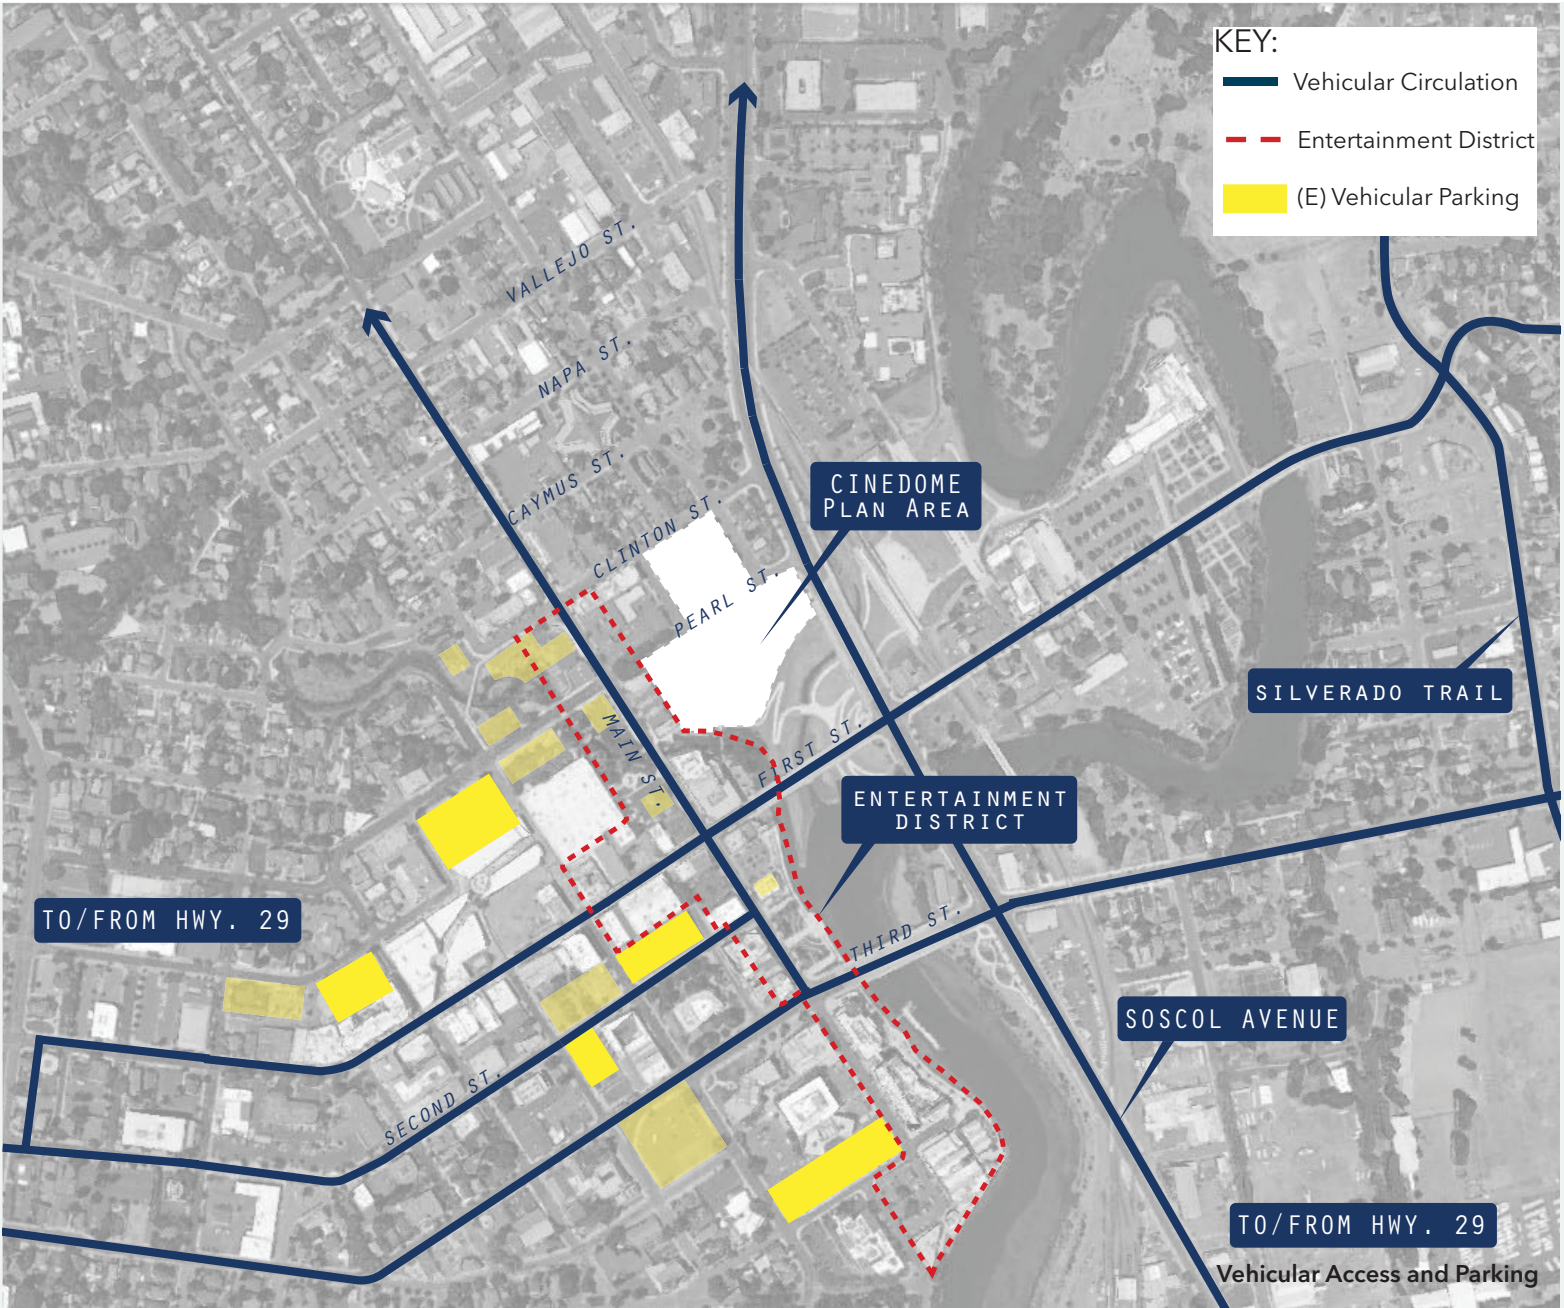 KEY:
Vehicular Circulation
Entertainment District
(E) Vehicular Parking
VALLEJO ST.
NAPA ST.
CAYMUS ST.
CLINTON ST.
CINEDOME
PLAN AREA
PEARL ST.
SILVERADO TRAIL
MAIN ST.
FIRST ST.
ENTERTAINMENT
DISTRICT
TO/FROM HWY. 29
THIRD ST.
SOSCOL AVENUE
SECOND ST.
TO/FROM HWY. 29
Vehicular Access and Parking